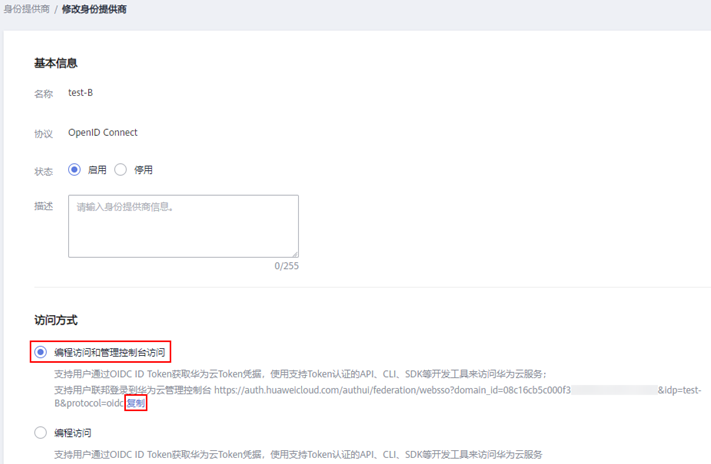 身份提供商 / 修改身份提供商
基本信息
名称 test-B
协议 OpenID Connect
状态 启用 停用
描述 请输入身份提供商信息。
0/255
访问方式
编程访问和管理控制台访问
支持用户通过OIDC ID Token获取华为云Token凭据，使用支持Token认证的API、CLI、SDK等开发工具来访问华为云服务；
支持用户联邦登录到华为云管理控制台 https://auth.huaweicloud.com/authui/federation/websso?domain_id=08c16cb5c000f3 &idp=test-
B&protocol=oidc 复制
编程访问
支持用户通过OIDC ID Token获取华为云Token凭据，使用支持Token认证的API、CLI、SDK等开发工具来访问华为云服务